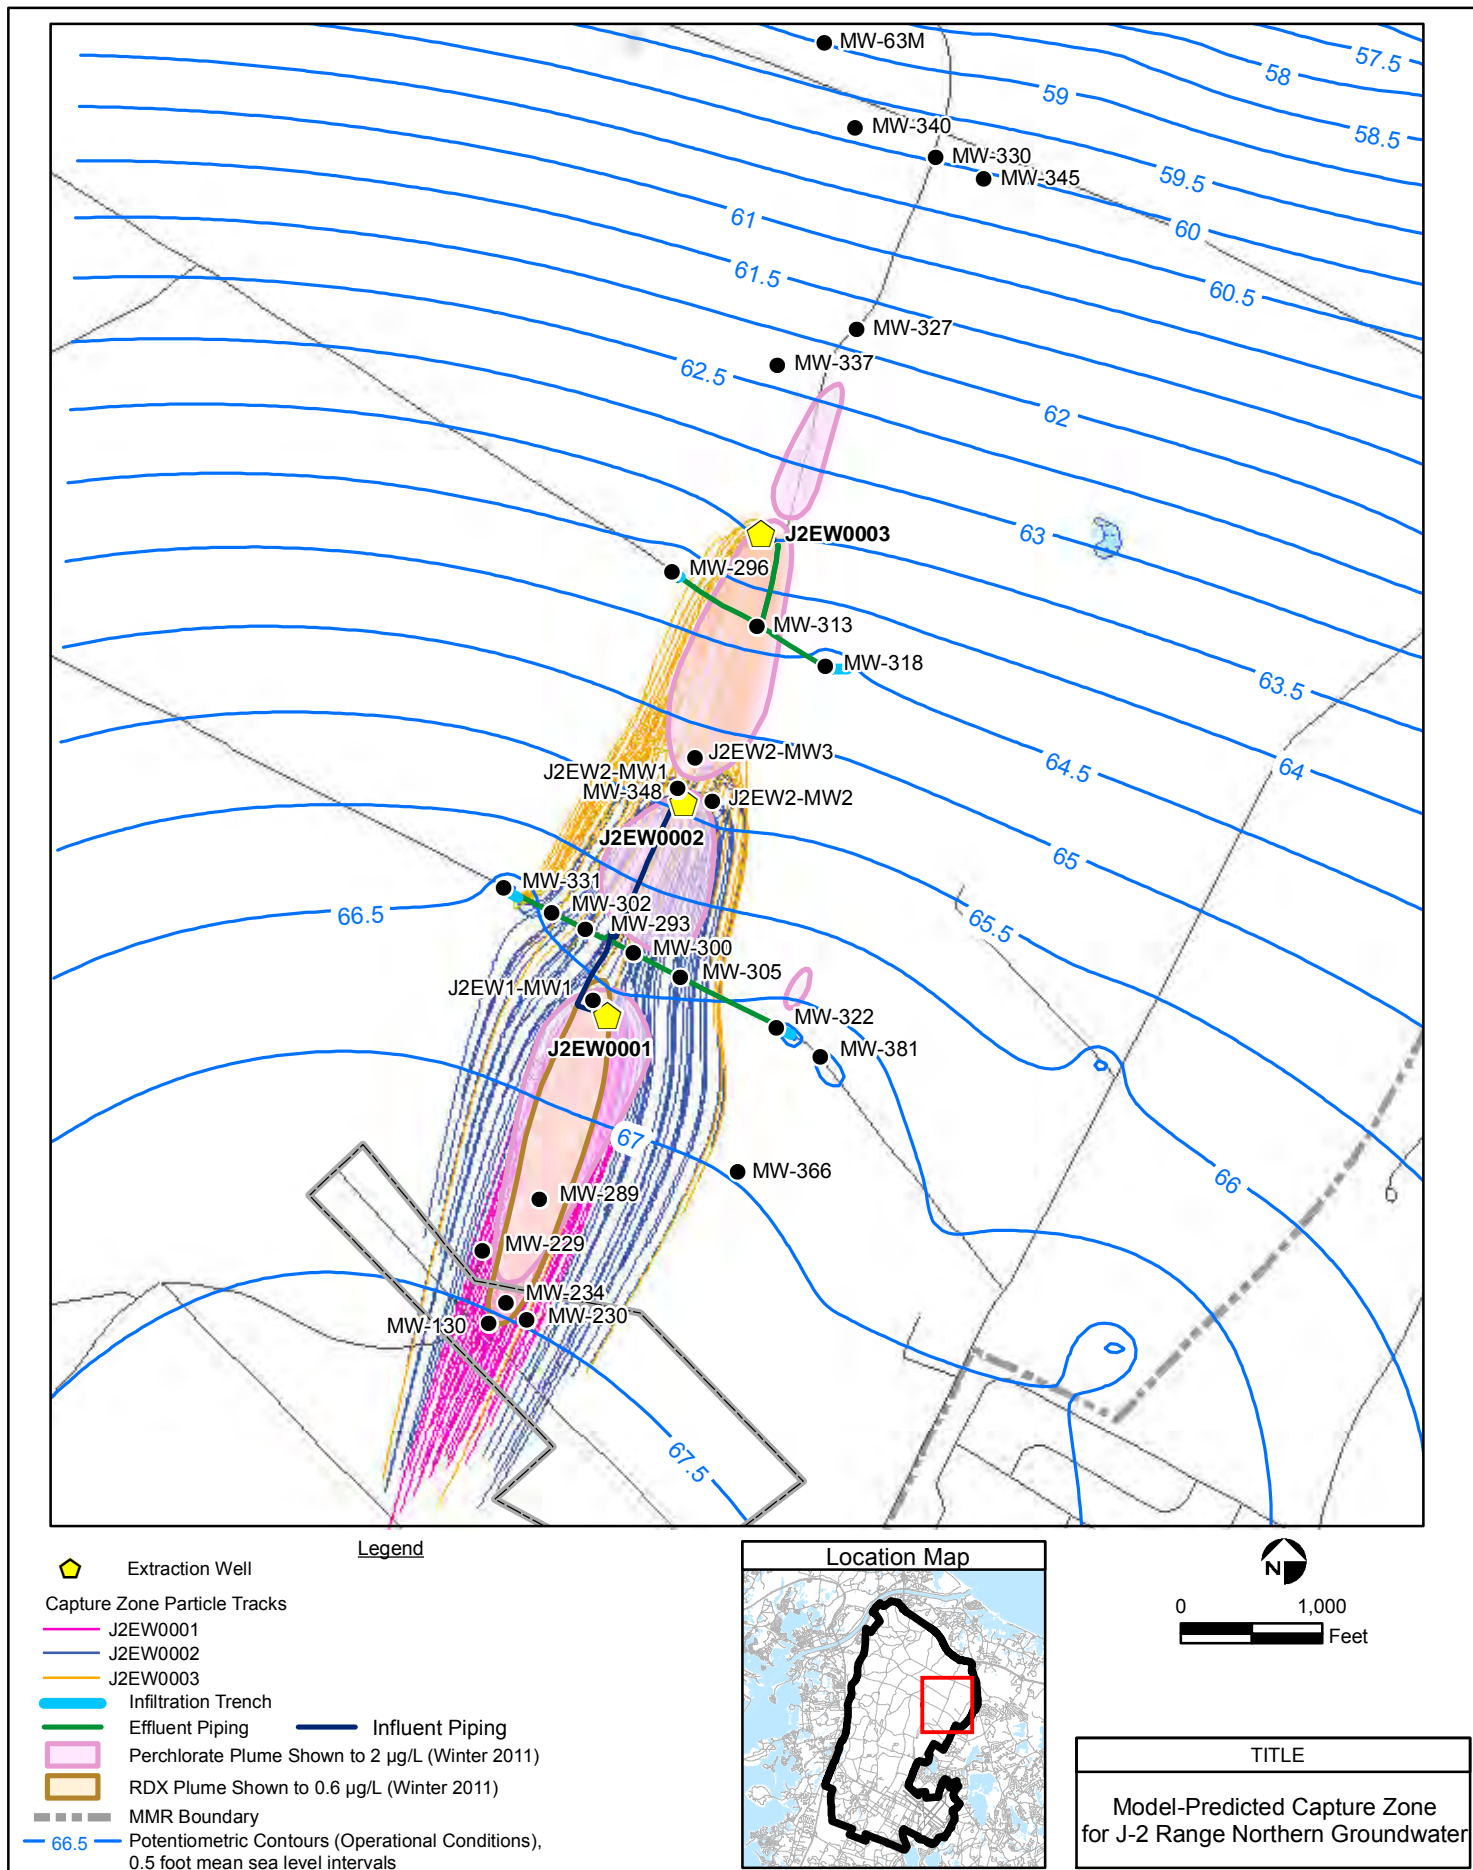 MW-63M
57.5
58
59
58.5
MW-340
MW-330
MW-345
59.5
61
60
61.5
60.5
MW-327
MW-337
62.5
62
J2EW0003
63
MW-296
MW-313
MW-318
63.5
J2EW2-MW3
64.5
64
J2EW2-MW1
MW-348
J2EW2-MW2
J2EW0002
65
MW-331
66.5
MW-302
MW-293
65.5
MW-300
MW-305
J2EW1-MW1
MW-322
J2EW0001
MW-381
67
MW-366
66
MW-289
MW-229
MW-234
MW-230
MW-130
67.5
Legend
Extraction Well
Capture Zone Particle Tracks
J2EW0001
J2EW0002
J2EW0003
Infiltration Trench
Effluent Piping
Influent Piping
Perchlorate Plume Shown to 2 µg/L (Winter 2011)
RDX Plume Shown to 0.6 µg/L (Winter 2011)
MMR Boundary
66.5
Potentiometric Contours (Operational Conditions),
0.5 foot mean sea level intervals
Location Map
N
0 1,000
Feet
TITLE
Model-Predicted Capture Zone
for J-2 Range Northern Groundwater